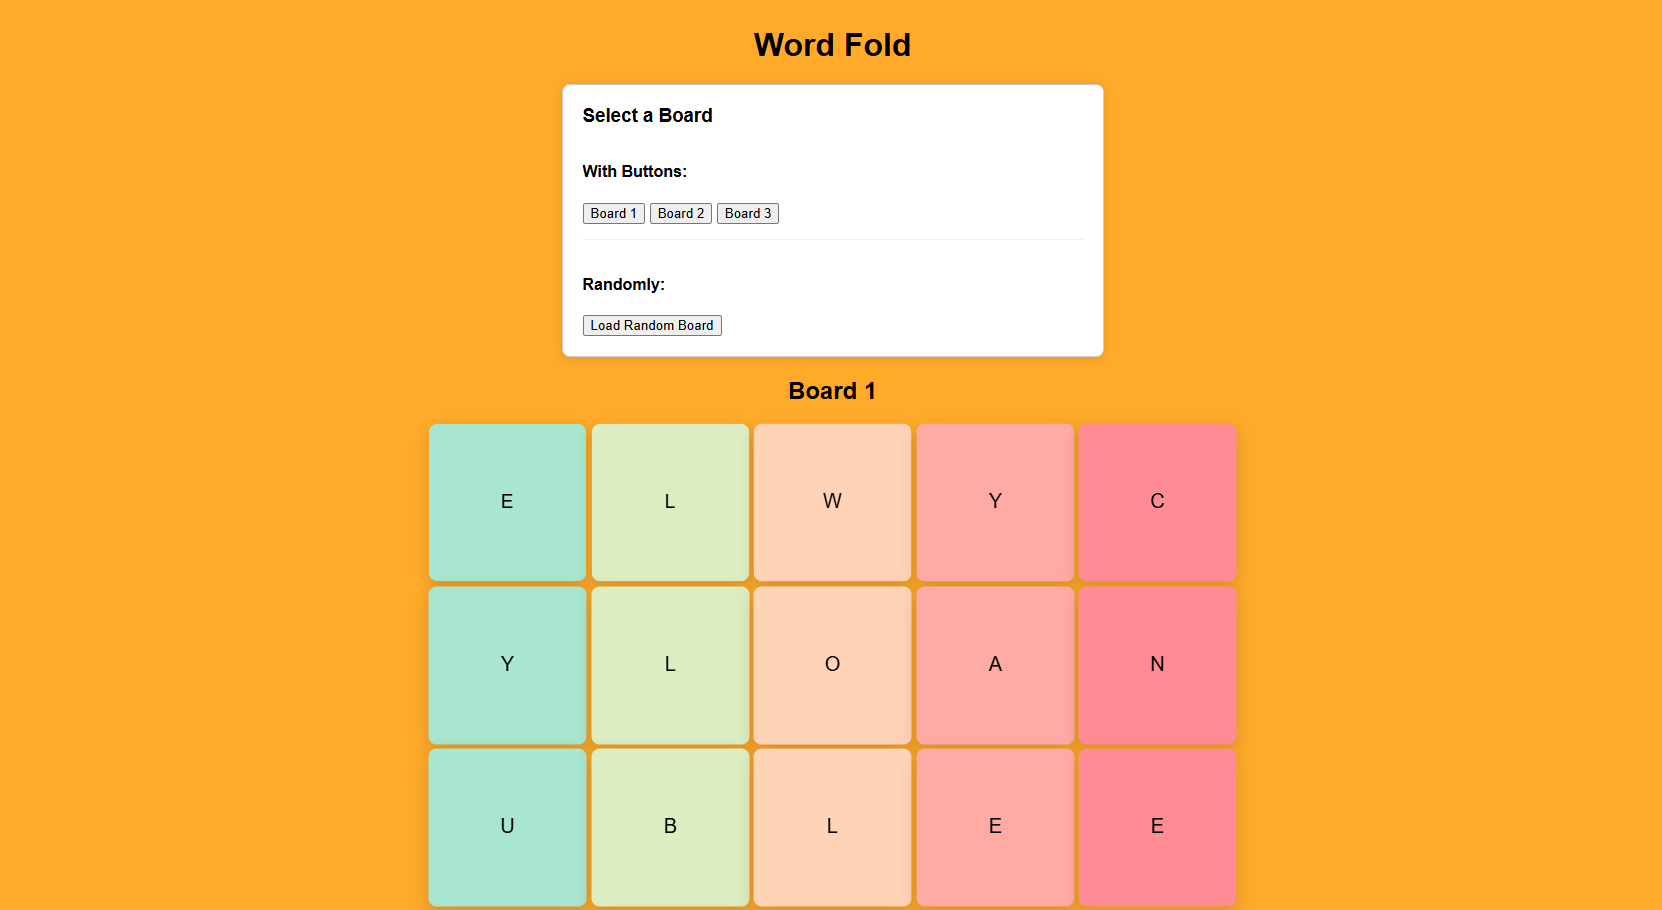 Word Fold
Select a Board
With Buttons:
Board 1 Board 2 Board 3
Randomly:
Load Random Board
Board 1
E L W Y C
Y L O A N
U B L E E